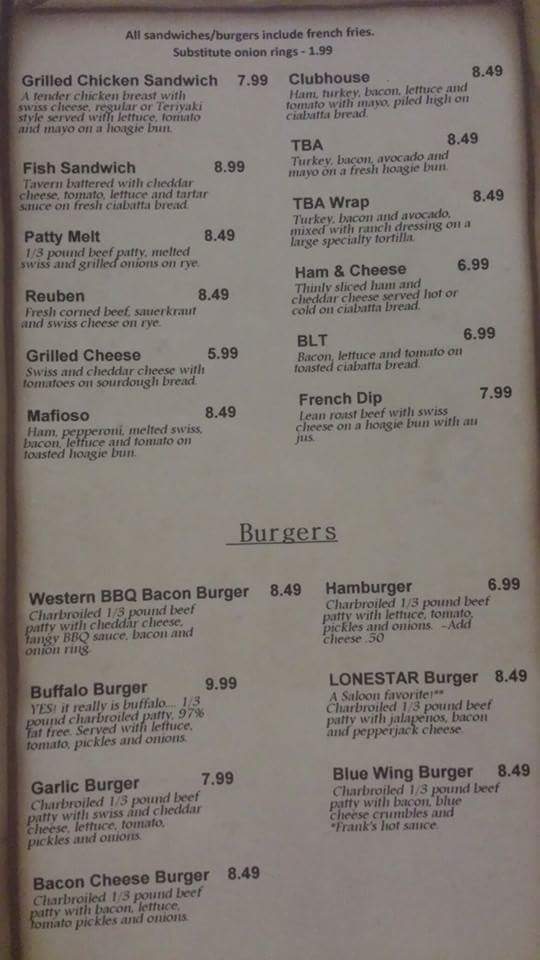 All sandwiches/burgers include french fries.
Substitute onion rings - 1.99
Grilled Chicken Sandwich 7.99
A tender chicken breast with
swiss cheese, regular or Teriyaki
style served with lettuce, tomato
and mayo on a hoagie bun.
Fish Sandwich 8.99
Tavern battered with cheddar
cheese, tomato, lettuce and tartar
sauce on fresh ciabatta bread.
Patty Melt 8.49
1/3 pound beef patty, melted
swiss and grilled onions on rye.
Reuben 8.49
Fresh corned beef, sauerkraut
and swiss cheese on rye.
Grilled Cheese 5.99
Swiss and cheddar cheese with
tomatoes on sourdough bread.
Mafioso 8.49
Ham, pepperoni, melted swiss,
bacon, lettuce and tomato on
toasted hoagie bun.
Clubhouse 8.49
Ham, turkey, bacon, lettuce and
tomato with mayo, piled high on
ciabatta bread.
TBA 8.49
Turkey, bacon, avocado and
mayo on a fresh hoagie bun.
TBA Wrap 8.49
Turkey, bacon and avocado,
mixed with ranch dressing on a
large specialty tortilla.
Ham & Cheese 6.99
Thinly sliced ham and
cheddar cheese served hot or
cold on ciabatta bread.
BLT 6.99
Bacon, lettuce and tomato on
toasted ciabatta bread.
French Dip 7.99
Lean roast beef with swiss
cheese on a hoagie bun with au
jus.
Burgers
Western BBQ Bacon Burger 8.49
Charbroiled 1/3 pound beef
patty with cheddar cheese,
tangy BBQ sauce, bacon and
onion ring.
Buffalo Burger 9.99
YES! it really is buffalo.... 1/3
pound charbroiled patty, 97%
fat free. Served with lettuce,
tomato, pickles and onions.
Garlic Burger 7.99
Charbroiled 1/3 pound beef
patty with swiss and cheddar
cheese, lettuce, tomato,
pickles and onions.
Bacon Cheese Burger 8.49
Charbroiled 1/3 pound beef
patty with bacon, lettuce,
tomato pickles and onions.
Hamburger 6.99
Charbroiled 1/3 pound beef
patty with lettuce, tomato,
pickles and onions. ~Add
cheese .50
LONESTAR Burger 8.49
A Saloon favorite!**
Charbroiled 1/3 pound beef
patty with jalapenos, bacon
and pepperjack cheese.
Blue Wing Burger 8.49
Charbroiled 1/3 pound beef
patty with bacon, blue
cheese crumbles and
*Frank's hot sauce.